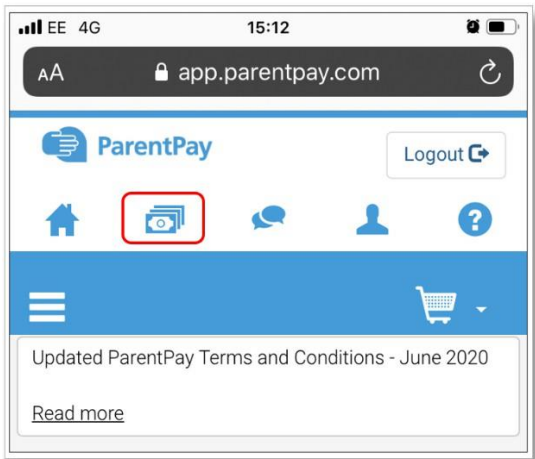 EE 4G 15:12
AA app.parentpay.com
ParentPay
Logout
?
Updated ParentPay Terms and Conditions - June 2020
Read more